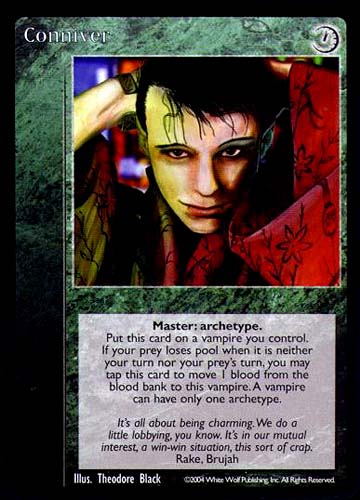 Conniver
1
Master: archetype.
Put this card on a vampire you control.
If your prey loses pool when it is neither
your turn nor your prey's turn, you may
tap this card to move 1 blood from the
blood bank to this vampire. A vampire
can have only one archetype.
It's all about being charming. We do a
little lobbying, you know. It's in our mutual
interest, a win-win situation, this sort of crap.
Rake, Brujah
Illus. Theodore Black
©2004 White Wolf Publishing, Inc. All Rights Reserved.